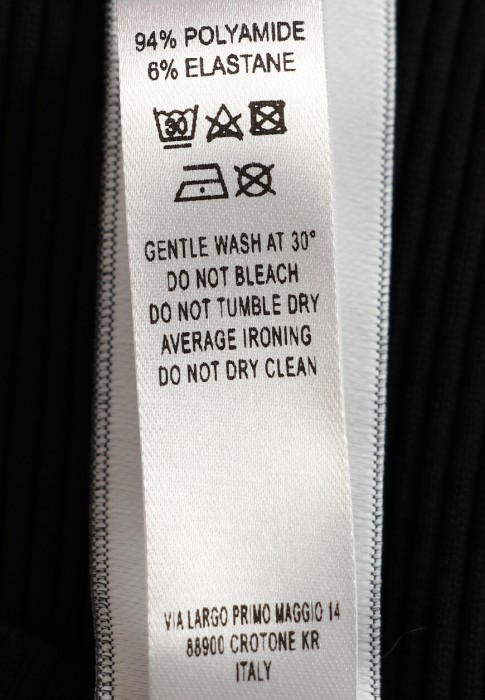 94% POLYAMIDE
6% ELASTANE
30
GENTLE WASH AT 30°
DO NOT BLEACH
DO NOT TUMBLE DRY
AVERAGE IRONING
DO NOT DRY CLEAN
VIA LARGO PRIMO MAGGIO 14
88900 CROTONE KR
ITALY